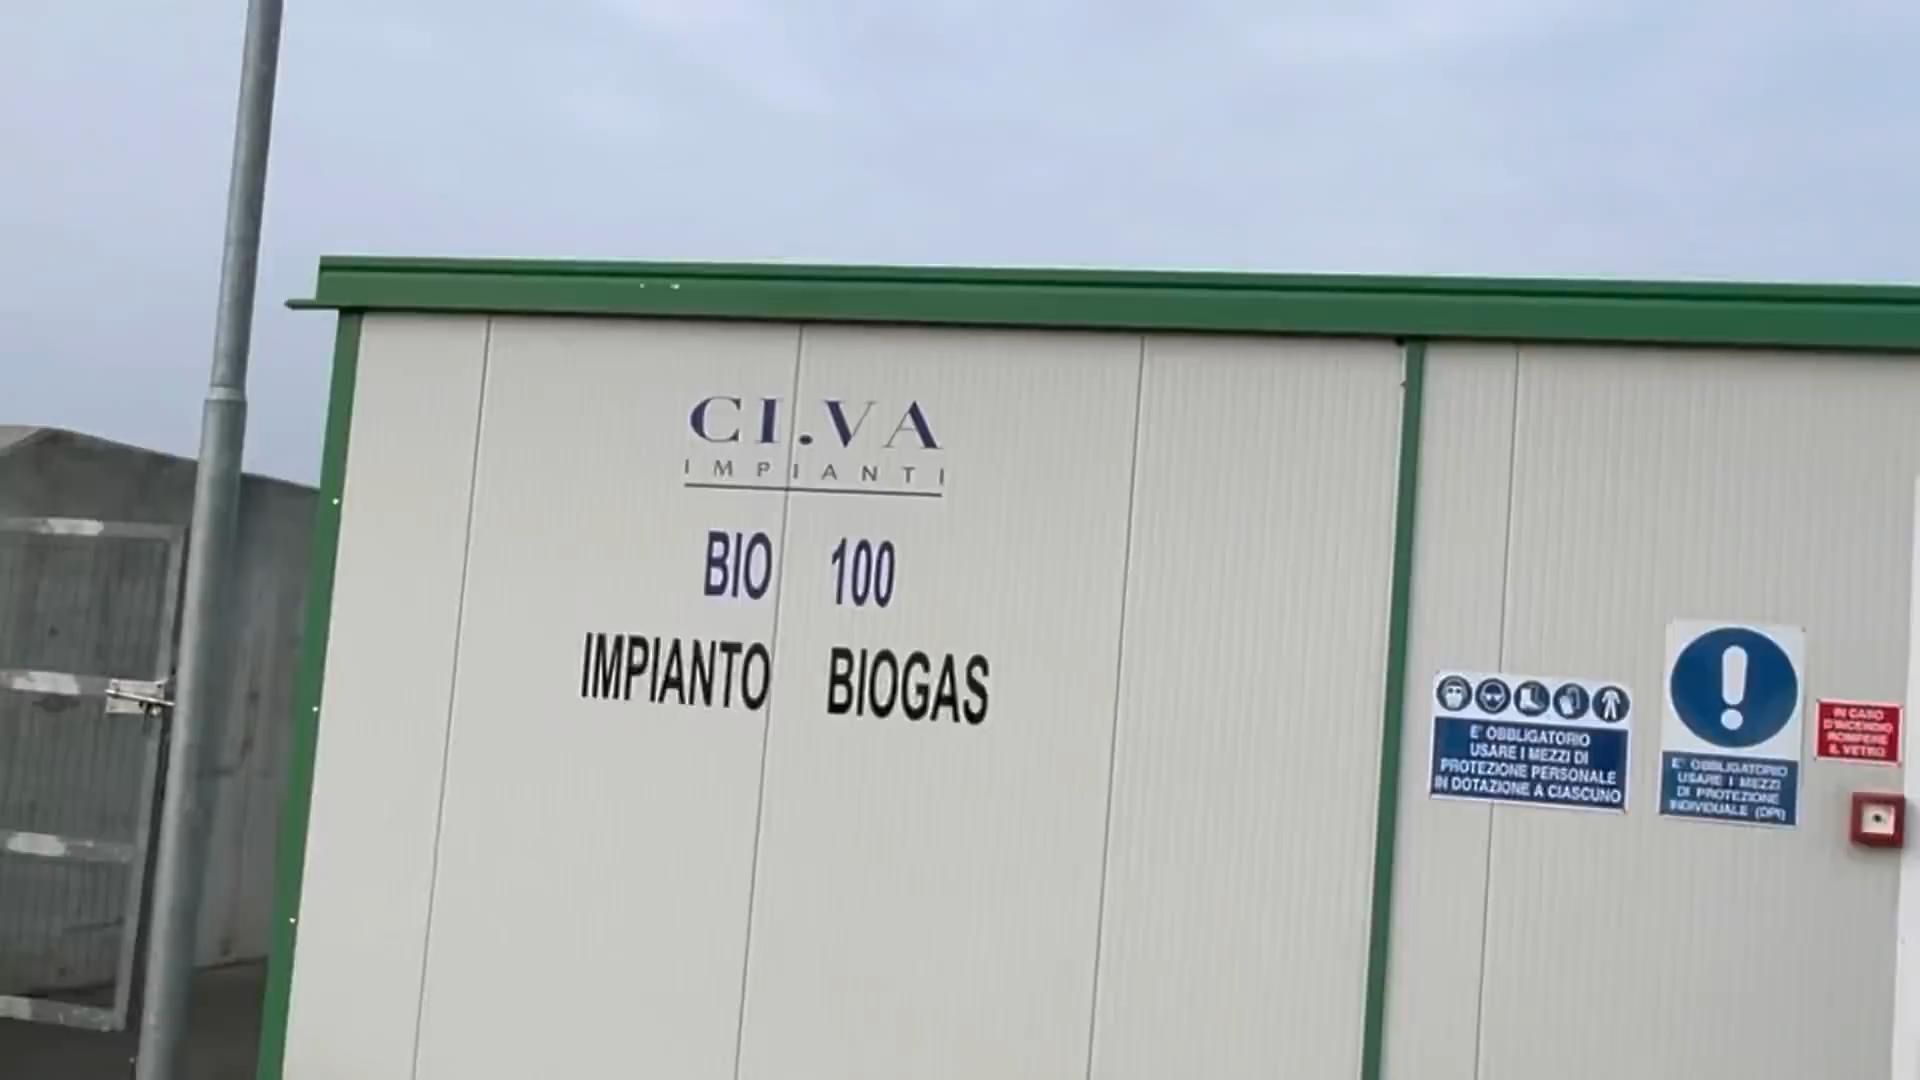 CI.VA
IMPIANTI
BIO 100
IMPIANTO BIOGAS
E' OBBLIGATORIO
USARE I MEZZI DI
PROTEZIONE PERSONALE
IN DOTAZIONE A CIASCUNO
E' OBBLIGATORIO
USARE I MEZZI
DI PROTEZIONE
INDIVIDUALE (DPI)
IN CASO
D'INCENDIO
ROMPERE
IL VETRO